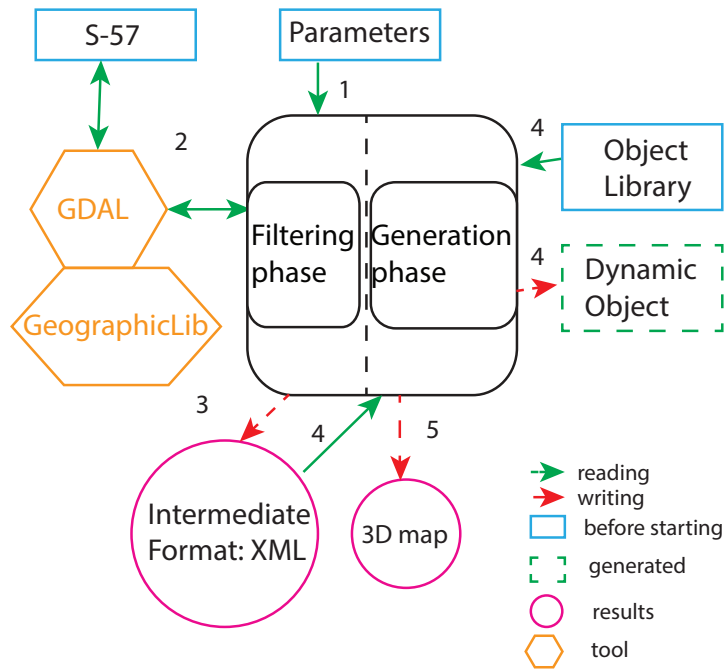 S-57
Parameters
1
2
4
Object
Library
GDAL
Filtering
phase
Generation
phase
4
Dynamic
Object
GeographicLib
3
4
5
Intermediate
Format: XML
3D map
reading
writing
before starting
generated
results
tool